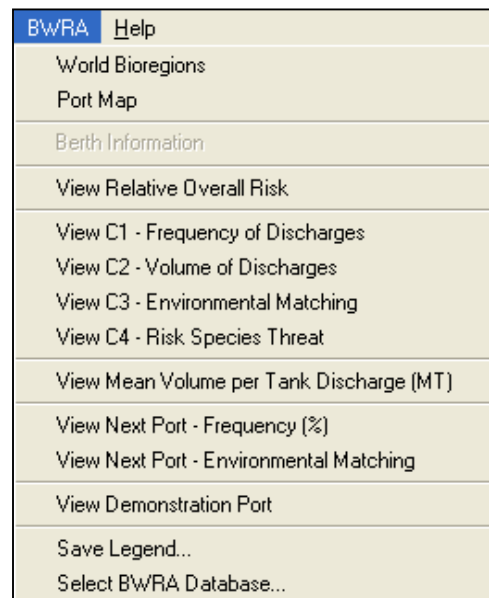 BWRA Help
World Bioregions
Port Map
Berth Information
View Relative Overall Risk
View C1 - Frequency of Discharges
View C2 - Volume of Discharges
View C3 - Environmental Matching
View C4 - Risk Species Threat
View Mean Volume per Tank Discharge (MT)
View Next Port - Frequency (%)
View Next Port - Environmental Matching
View Demonstration Port
Save Legend...
Select BWRA Database...